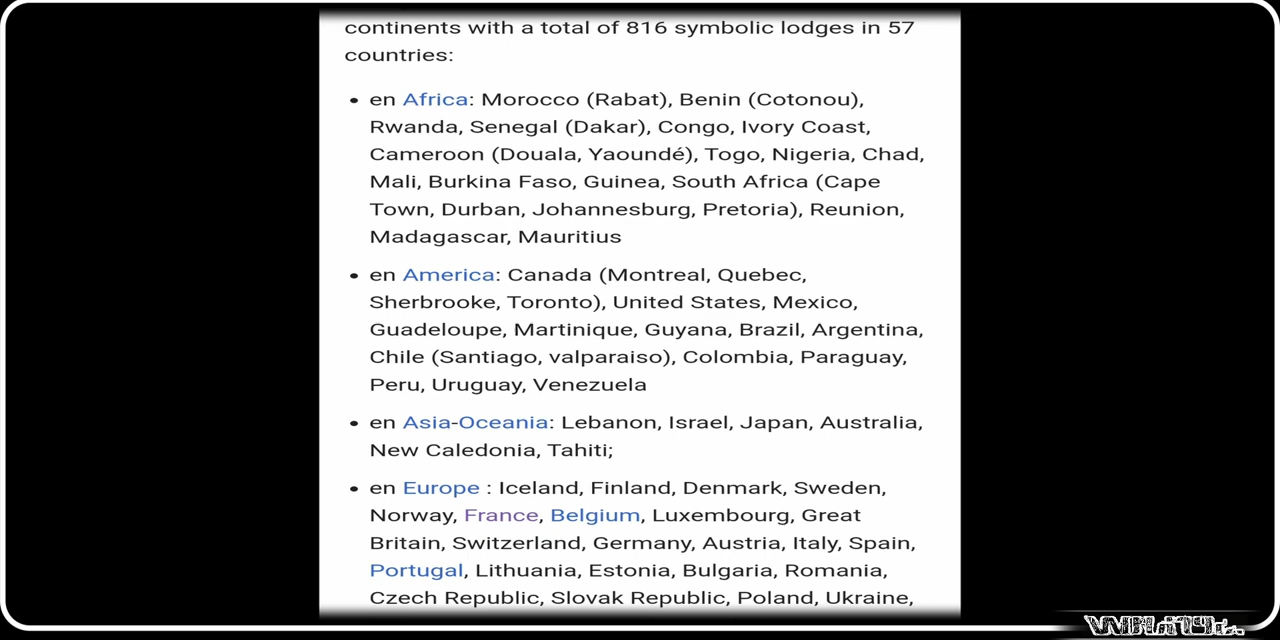 continents with a total of 816 symbolic lodges in 57
countries:
• en Africa: Morocco (Rabat), Benin (Cotonou),
Rwanda, Senegal (Dakar), Congo, Ivory Coast,
Cameroon (Douala, Yaoundé), Togo, Nigeria, Chad,
Mali, Burkina Faso, Guinea, South Africa (Cape
Town, Durban, Johannesburg, Pretoria), Reunion,
Madagascar, Mauritius
• en America: Canada (Montreal, Quebec,
Sherbrooke, Toronto), United States, Mexico,
Guadeloupe, Martinique, Guyana, Brazil, Argentina,
Chile (Santiago, valparaiso), Colombia, Paraguay,
Peru, Uruguay, Venezuela
• en Asia-Oceania: Lebanon, Israel, Japan, Australia,
New Caledonia, Tahiti;
• en Europe : Iceland, Finland, Denmark, Sweden,
Norway, France, Belgium, Luxembourg, Great
Britain, Switzerland, Germany, Austria, Italy, Spain,
Portugal, Lithuania, Estonia, Bulgaria, Romania,
Czech Republic, Slovak Republic, Poland, Ukraine,